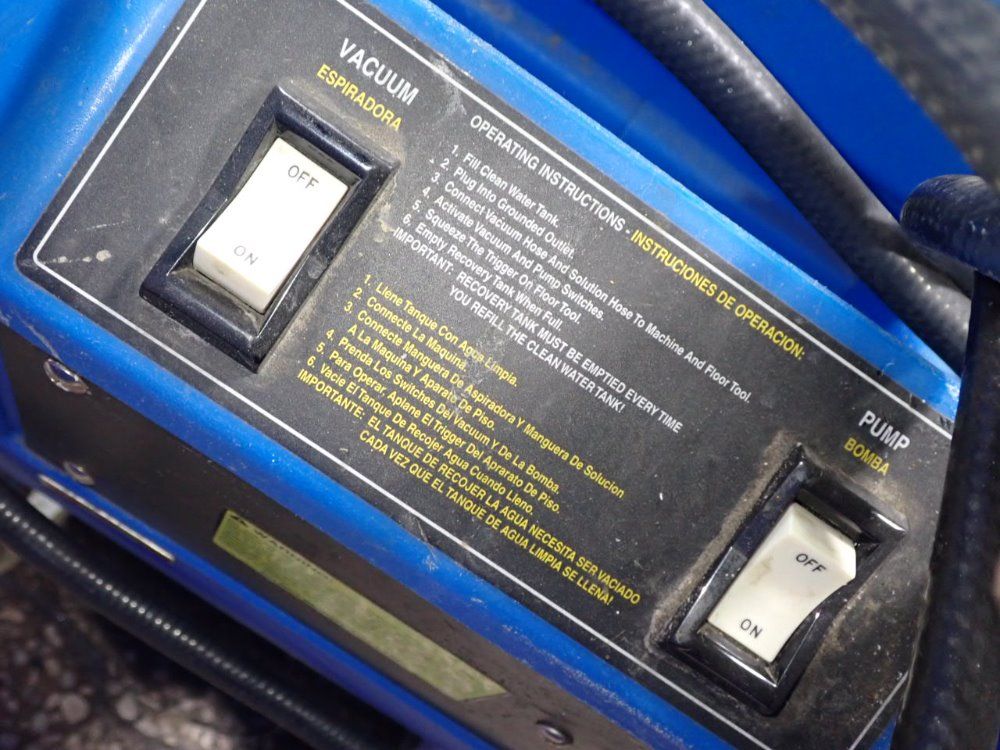 VACUUM
ESPIRADORA
OFF
ON
OPERATING INSTRUCTIONS - INSTRUCIONES DE OPERACION:
1. Fill Clean Water Tank.
2. Plug Into Grounded Outlet.
3. Connect Vacuum Hose And Solution Hose To Machine And Floor Tool.
4. Activate Vacuum And Pump Switches.
5. Squeeze The Trigger On Floor Tool.
6. Empty Recovery Tank When Full.
-IMPORTANT: RECOVERY TANK MUST BE EMPTIED EVERY TIME
YOU REFILL THE CLEAN WATER TANK!
1. Llene Tanque Con Agua Limpia.
2. Connecte La Maquina.
3. Connecte Manguera De Aspiradora Y Manguera De Solucion
A La Maquina Y Aparato De Piso.
4. Prenda Los Switches Del Vacuum Y De La Bomba.
5. Para Operar, Aplane El Trigger Del Aprarato De Piso.
6. Vacie El Tanque De Recojer Agua Cuando Lleno.
IMPORTANTE: EL TANQUE DE RECOJER LA AGUA NECESITA SER VACIADO
CADA VEZ QUE EL TANQUE DE AGUA LIMPIA SE LLENA!
PUMP
BOMBA
OFF
ON